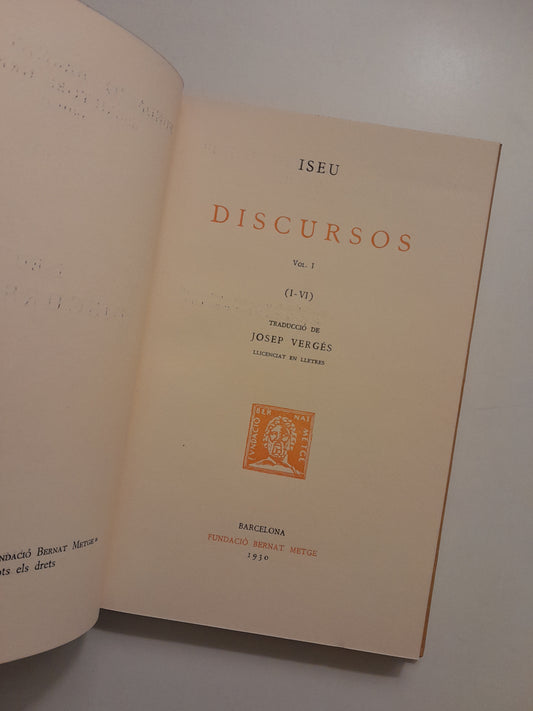 NDACIÓ BERNAT METGE"
ots els drets
ISEU
DISCURSOS
VOL. I
(I-VI)
TRADUCCIÓ DE
JOSEP VERGÉS
LLICENCIAT EN LLETRES
FUNDACIÓ BERNAT METGE
BARCELONA
FUNDACIÓ BERNAT METGE
1930